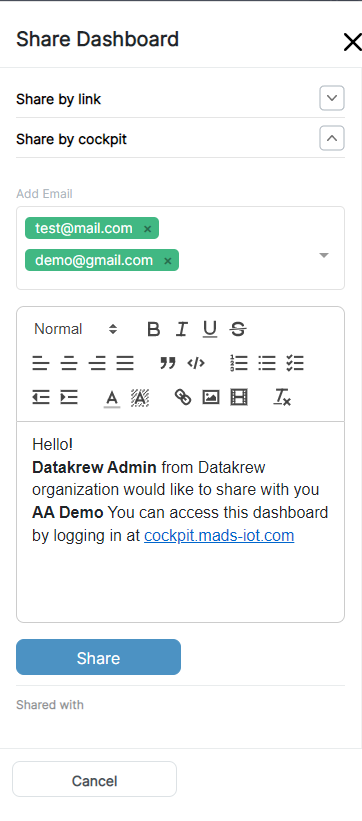 Share Dashboard
Share by link
Share by cockpit
Add Email
test@mail.com ×
demo@gmail.com ×
Normal
Hello!
Datakrew Admin from Datakrew
organization would like to share with you
AA Demo You can access this dashboard
by logging in at cockpit.mads-iot.com
Share
Shared with
Cancel